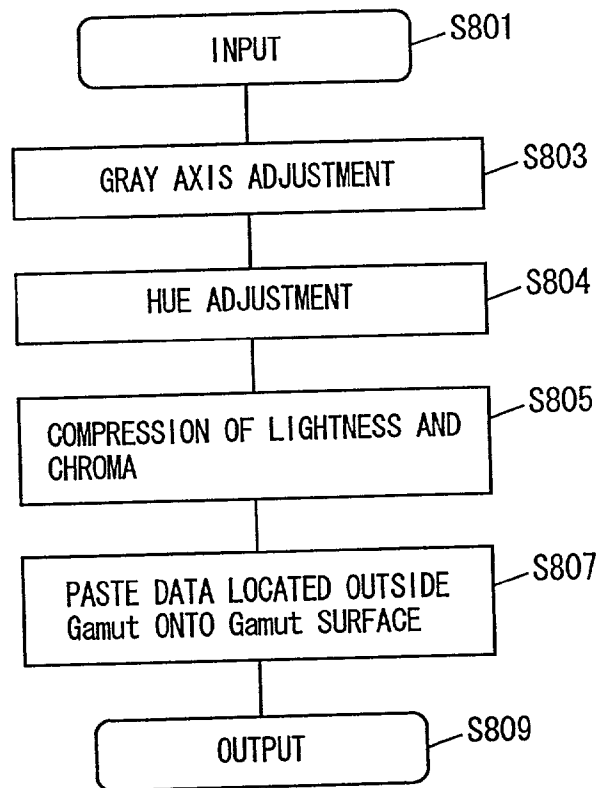 INPUT
S801
GRAY AXIS ADJUSTMENT
S803
HUE ADJUSTMENT
S804
COMPRESSION OF LIGHTNESS AND
CHROMA
S805
PASTE DATA LOCATED OUTSIDE
Gamut ONTO Gamut SURFACE
S807
OUTPUT
S809